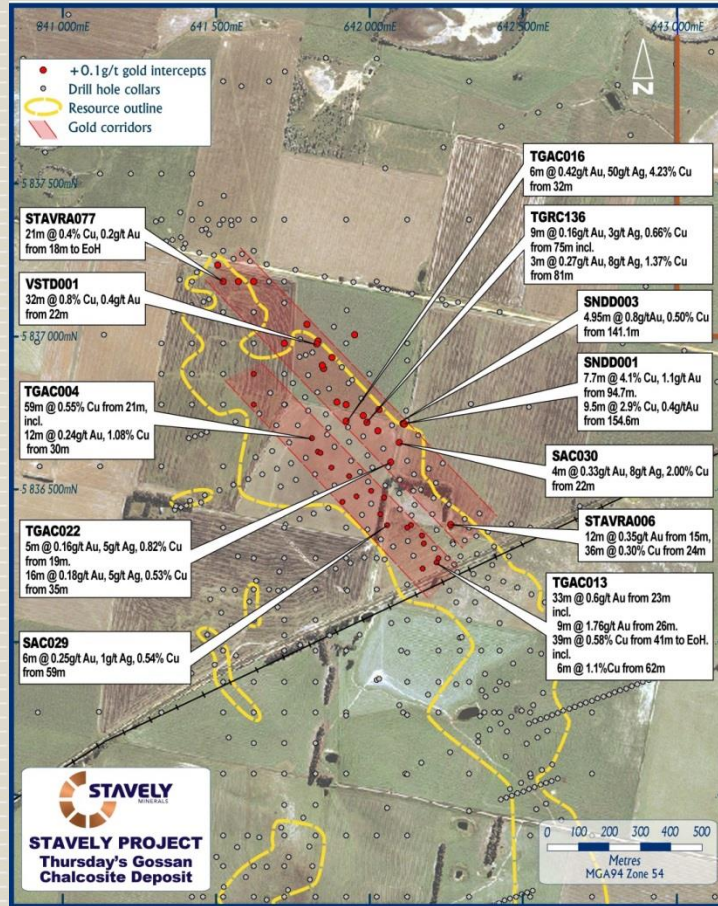 641 000mE
641 500mE
642 000mE
642 500mE
643 000mE
+0.1g/t gold intercepts
Drill hole collars
Resource outline
Gold corridors
N
5 837 500mN
5 837 000mN
5 836 500mN
TGAC016
6m @ 0.42g/t Au, 50g/t Ag, 4.23% Cu
from 32m
TGRC136
9m @ 0.16g/t Au, 3g/t Ag, 0.66% Cu
from 75m incl.
3m @ 0.27g/t Au, 8g/t Ag, 1.37% Cu
from 81m
STAVRA077
21m @ 0.4% Cu, 0.2g/t Au
from 18m to EoH
VSTD001
32m @ 0.8% Cu, 0.4g/t Au
from 22m
SNDD003
4.95m @ 0.8g/tAu, 0.50% Cu
from 141.1m
SNDD001
7.7m @ 4.1% Cu, 1.1g/t Au
from 94.7m.
9.5m @ 2.9% Cu, 0.4g/tAu
from 154.6m
TGAC004
59m @ 0.55% Cu from 21m,
incl.
12m @ 0.24g/t Au, 1.08% Cu
from 30m
SAC030
4m @ 0.33g/t Au, 8g/t Ag, 2.00% Cu
from 22m
STAVRA006
12m @ 0.35g/t Au from 15m,
36m @ 0.30% Cu from 24m
TGAC022
5m @ 0.16g/t Au, 5g/t Ag, 0.82% Cu
from 19m.
16m @ 0.18g/t Au, 5g/t Ag, 0.53% Cu
from 35m
TGAC013
33m @ 0.6g/t Au from 23m
incl.
9m @ 1.76g/t Au from 26m.
39m @ 0.58% Cu from 41m to EoH.
incl.
6m @ 1.1%Cu from 62m
SAC029
6m @ 0.25g/t Au, 1g/t Ag, 0.54% Cu
from 59m
STAVELY
MINERALS
STAVELY PROJECT
Thursday's Gossan
Chalcosite Deposit
0 100 200 300 400 500
Metres
MGA94 Zone 54